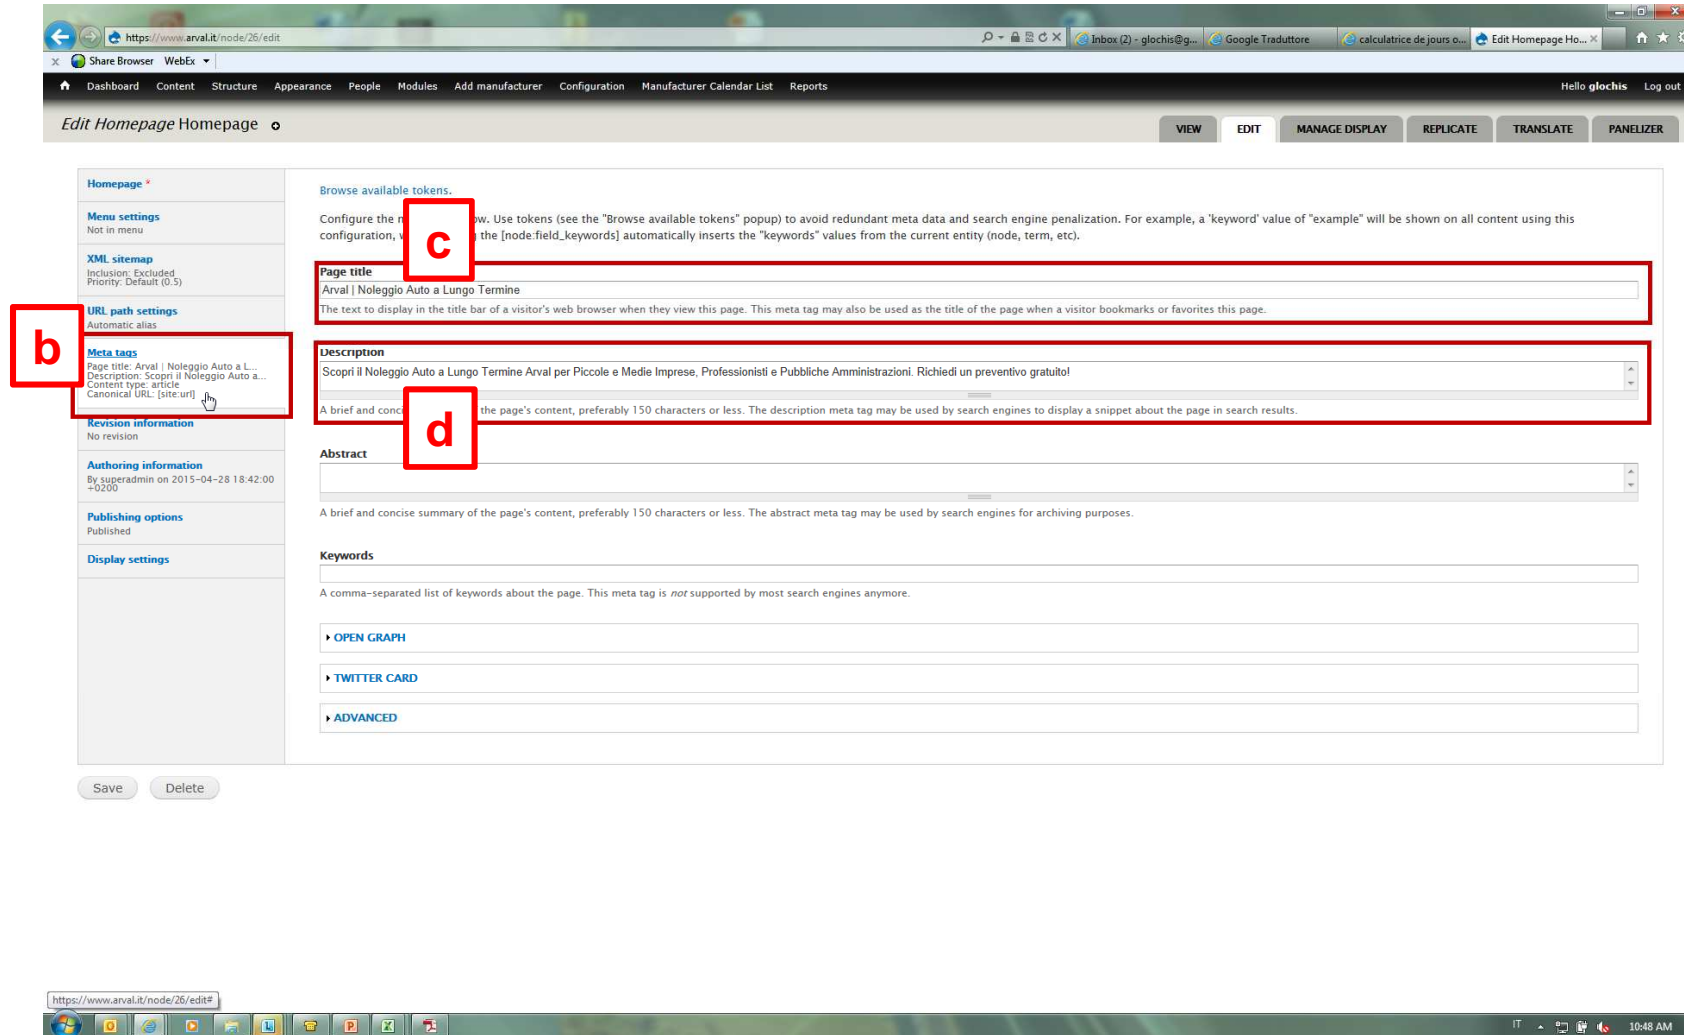 https://www.arval.it/node/26/edit
Inbox (2) - glochis@g...
Google Traduttore
calculatrice de jours o...
Edit Homepage Ho...
x Share Browser WebEx
Dashboard Content Structure Appearance People Modules Add manufacturer Configuration Manufacturer Calendar List Reports
Hello glochis Log out
Edit Homepage Homepage
VIEW EDIT MANAGE DISPLAY REPLICATE TRANSLATE PANELIZER
Homepage *
Menu settings
Not in menu
XML sitemap
Inclusion: Excluded
Priority: Default (0.5)
URL path settings
Automatic alias
b
Meta tags
Page title: Arval | Noleggio Auto a L...
Description: Scopri il Noleggio Auto a...
Content type: article
Canonical URL: [site:url]
Revision information
No revision
Authoring information
By superadmin on 2015-04-28 18:42:00
+0200
Publishing options
Published
Display settings
Browse available tokens.
Configure the ow. Use tokens (see the "Browse available tokens" popup) to avoid redundant meta data and search engine penalization. For example, a 'keyword' value of "example" will be shown on all content using this
configuration, the [node:field_keywords] automatically inserts the "keywords" values from the current entity (node, term, etc).
c
Page title
Arval | Noleggio Auto a Lungo Termine
The text to display in the title bar of a visitor's web browser when they view this page. This meta tag may also be used as the title of the page when a visitor bookmarks or favorites this page.
Description
Scopri il Noleggio Auto a Lungo Termine Arval per Piccole e Medie Imprese, Professionisti e Pubbliche Amministrazioni. Richiedi un preventivo gratuito!
A brief and conci the page's content, preferably 150 characters or less. The description meta tag may be used by search engines to display a snippet about the page in search results.
d
Abstract
A brief and concise summary of the page's content, preferably 150 characters or less. The abstract meta tag may be used by search engines for archiving purposes.
Keywords
A comma-separated list of keywords about the page. This meta tag is not supported by most search engines anymore.
OPEN GRAPH
TWITTER CARD
ADVANCED
Save Delete
https://www.arval.it/node/26/edit#
IT
10:48 AM